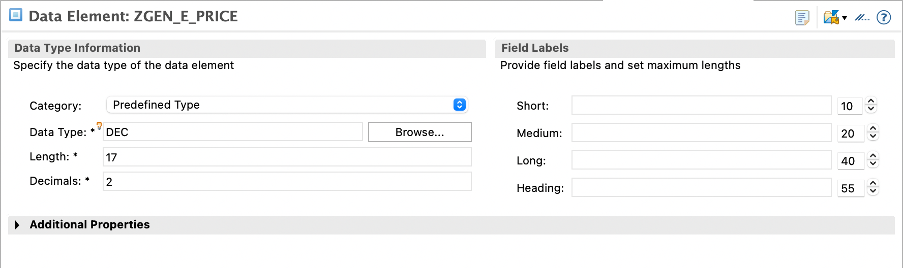 Data Element: ZGEN_E_PRICE
Data Type Information
Specify the data type of the data element
Category: Predefined Type
Data Type: * DEC Browse...
Length: * 17
Decimals: * 2
Field Labels
Provide field labels and set maximum lengths
Short: 10
Medium: 20
Long: 40
Heading: 55
Additional Properties